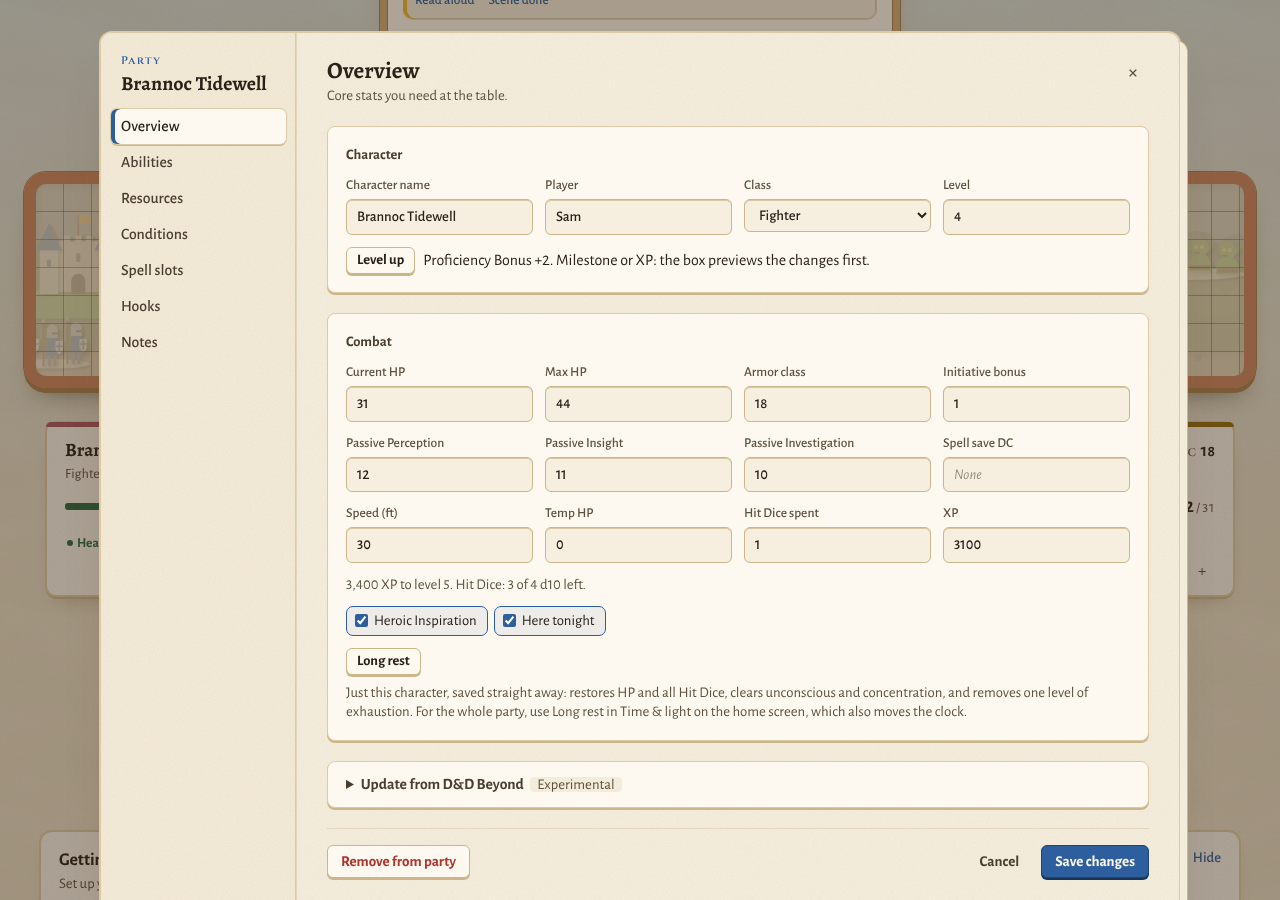 Read aloud Scene done
PARTY
Brannoc Tidewell
Overview
Abilities
Resources
Conditions
Spell slots
Hooks
Notes
Overview
Core stats you need at the table.
×
Character
Character name Player Class Level
Brannoc Tidewell Sam Fighter 4
Level up Proficiency Bonus +2. Milestone or XP: the box previews the changes first.
Combat
Current HP Max HP Armor class Initiative bonus
31 44 18 1
Passive Perception Passive Insight Passive Investigation Spell save DC
12 11 10 None
Speed (ft) Temp HP Hit Dice spent XP
30 0 1 3100
3,400 XP to level 5. Hit Dice: 3 of 4 d10 left.
Heroic Inspiration Here tonight
Long rest
Just this character, saved straight away: restores HP and all Hit Dice, clears unconscious and concentration, and removes one level of
exhaustion. For the whole party, use Long rest in Time & light on the home screen, which also moves the clock.
Update from D&D Beyond Experimental
Remove from party Cancel Save changes
18
/ 31
+
Set up
Hide